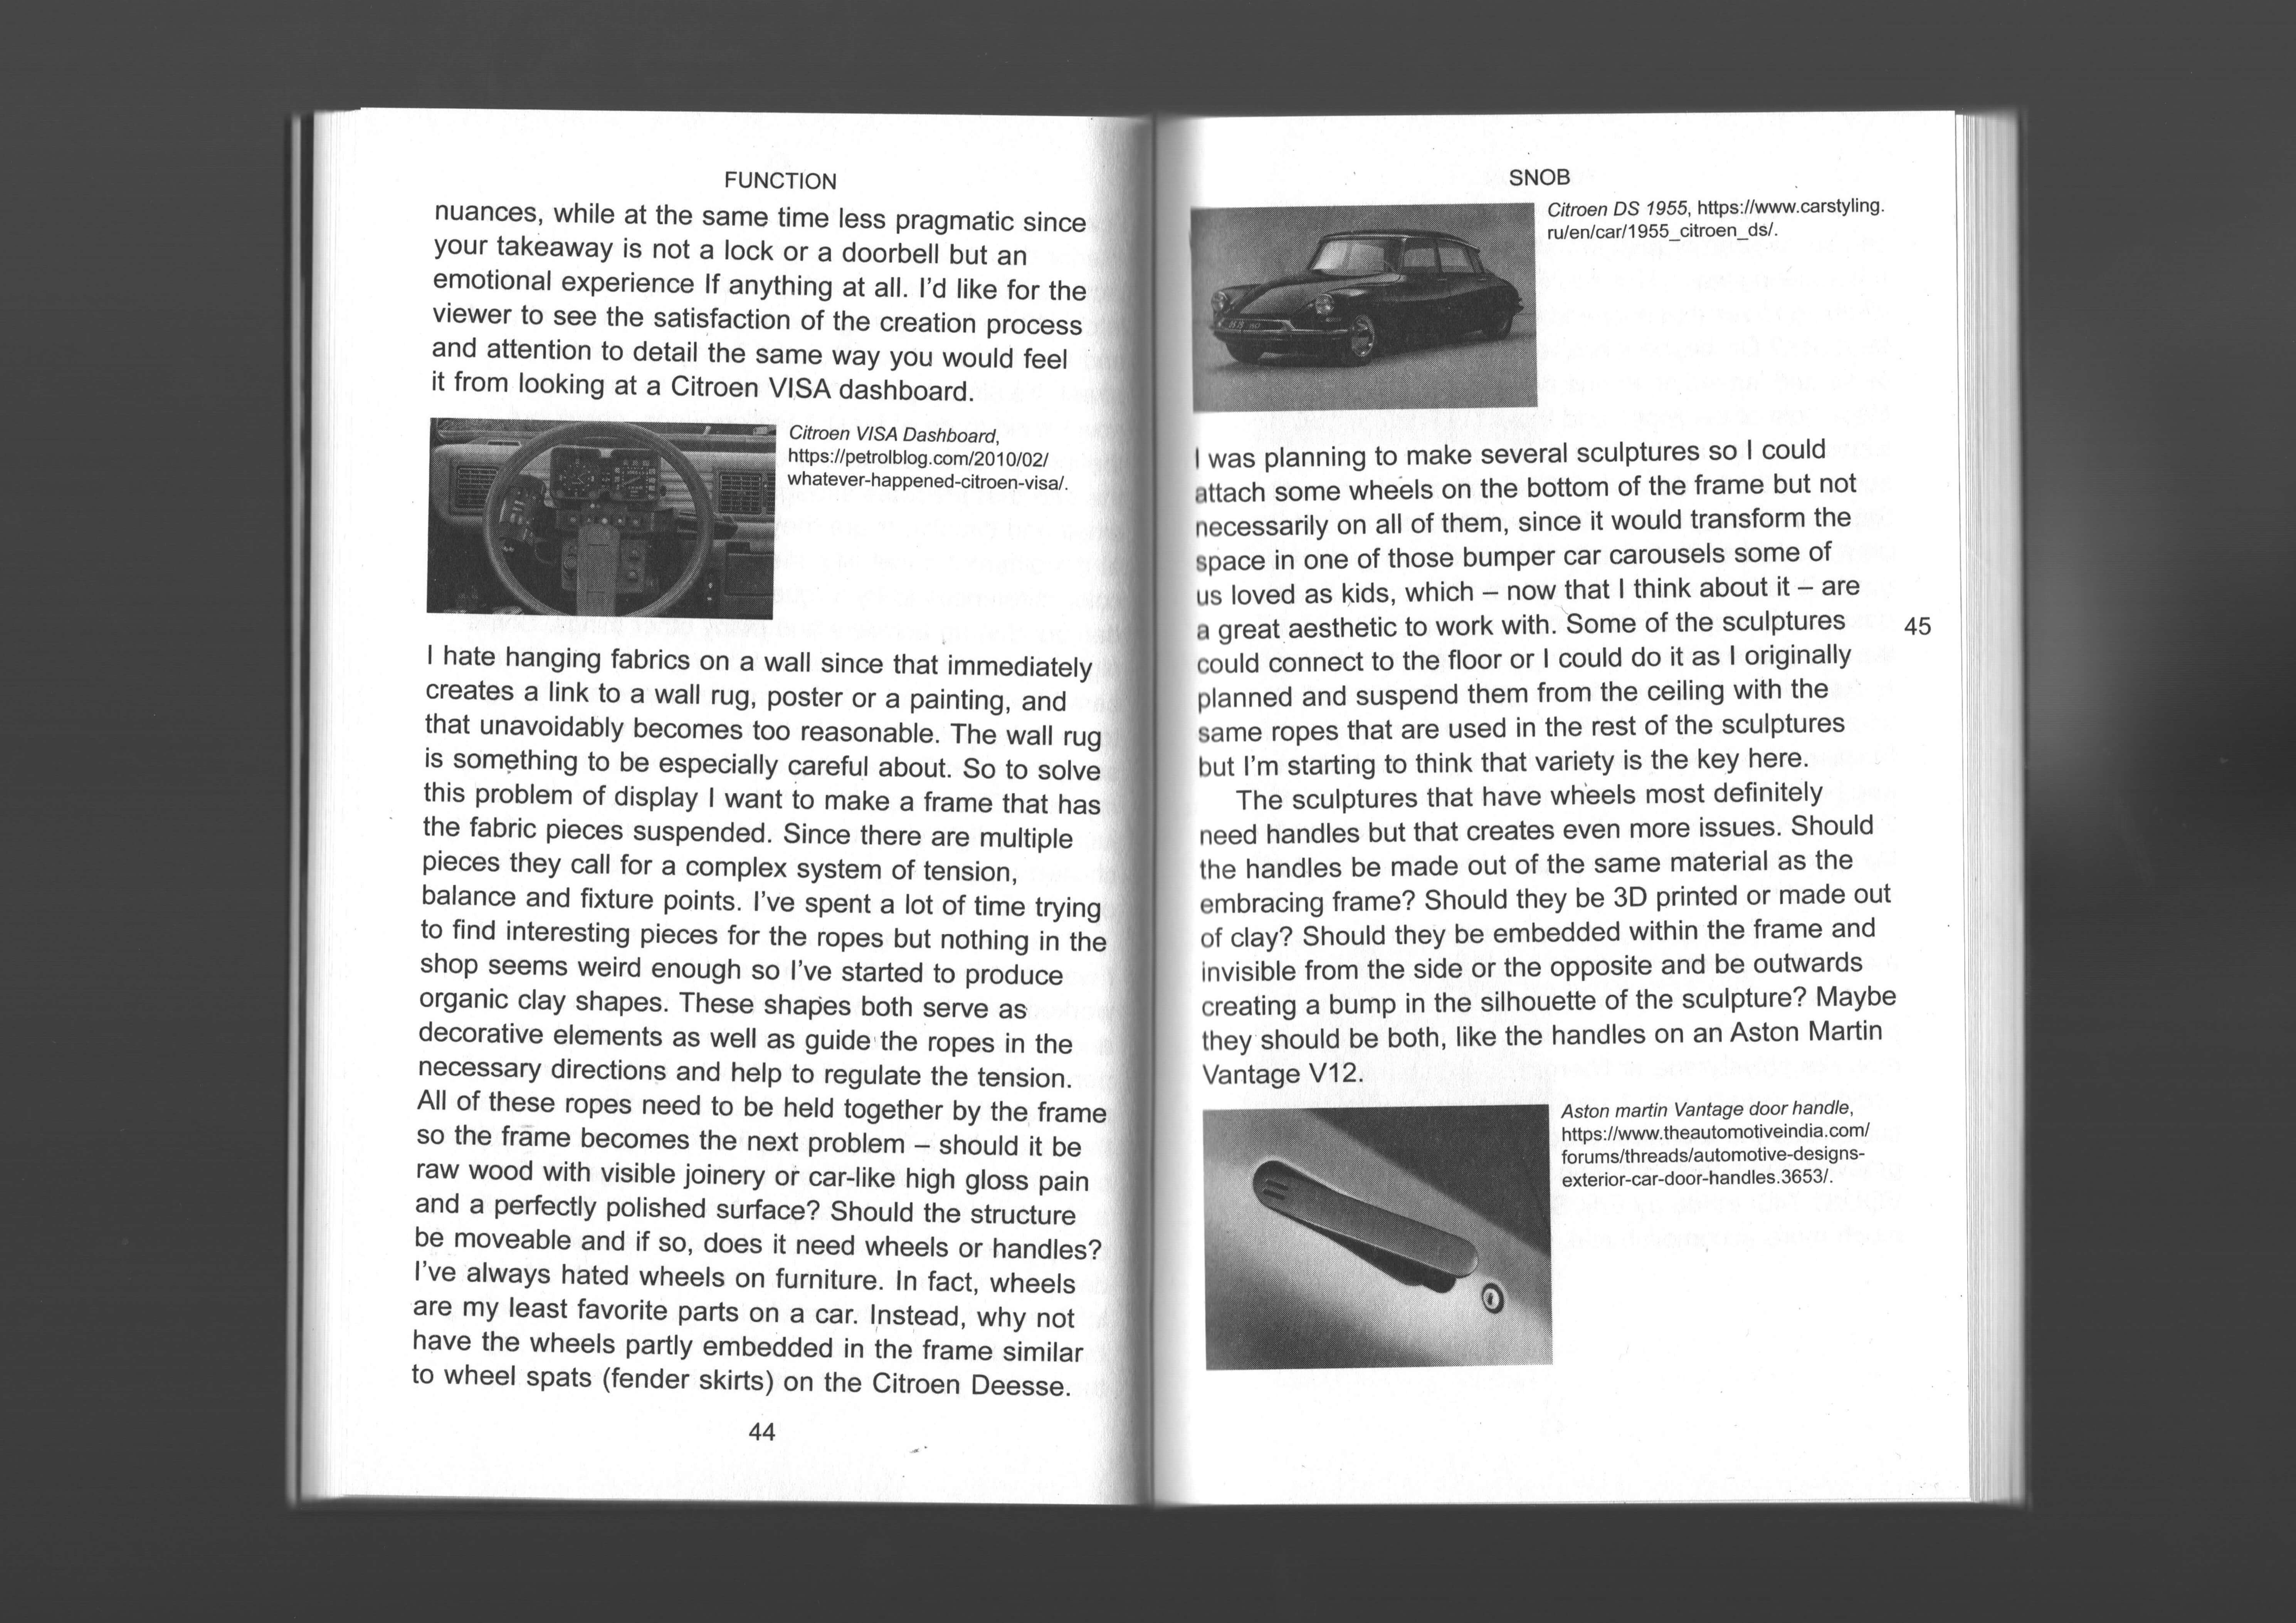 FUNCTION
nuances, while at the same time less pragmatic since
your takeaway is not a lock or a doorbell but an
emotional experience If anything at all. I'd like for the
viewer to see the satisfaction of the creation process
and attention to detail the same way you would feel
it from looking at a Citroen VISA dashboard.
Citroen VISA Dashboard,
https://petrolblog.com/2010/02/
whatever-happened-citroen-visa/.
I hate hanging fabrics on a wall since that immediately
creates a link to a wall rug, poster or a painting, and
that unavoidably becomes too reasonable. The wall rug
is something to be especially careful about. So to solve
this problem of display I want to make a frame that has
the fabric pieces suspended. Since there are multiple
pieces they call for a complex system of tension,
balance and fixture points. I've spent a lot of time trying
to find interesting pieces for the ropes but nothing in the
shop seems weird enough so I've started to produce
organic clay shapes. These shapes both serve as
decorative elements as well as guide the ropes in the
necessary directions and help to regulate the tension.
All of these ropes need to be held together by the frame
so the frame becomes the next problem – should it be
raw wood with visible joinery or car-like high gloss pain
and a perfectly polished surface? Should the structure
be moveable and if so, does it need wheels or handles?
I've always hated wheels on furniture. In fact, wheels
are my least favorite parts on a car. Instead, why not
have the wheels partly embedded in the frame similar
to wheel spats (fender skirts) on the Citroen Deesse.
44
SNOB
Citroen DS 1955, https://www.carstyling.
ru/en/car/1955_citroen_ds/.
I was planning to make several sculptures so I could
attach some wheels on the bottom of the frame but not
necessarily on all of them, since it would transform the
space in one of those bumper car carousels some of
us loved as kids, which – now that I think about it – are
a great aesthetic to work with. Some of the sculptures
could connect to the floor or I could do it as I originally
planned and suspend them from the ceiling with the
same ropes that are used in the rest of the sculptures
but I'm starting to think that variety is the key here.
The sculptures that have wheels most definitely
need handles but that creates even more issues. Should
the handles be made out of the same material as the
embracing frame? Should they be 3D printed or made out
of clay? Should they be embedded within the frame and
invisible from the side or the opposite and be outwards
creating a bump in the silhouette of the sculpture? Maybe
they should be both, like the handles on an Aston Martin
Vantage V12.
Aston martin Vantage door handle,
https://www.theautomotiveindia.com/
forums/threads/automotive-designs-
exterior-car-door-handles.3653/.
45